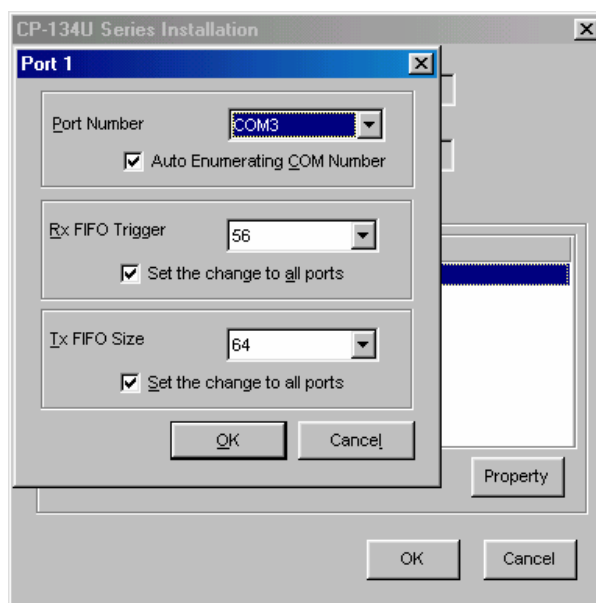 CP-134U Series Installation
Port 1
Port Number COM3
Auto Enumerating COM Number
Rx FIFO Trigger 56
Set the change to all ports
Tx FIFO Size 64
Set the change to all ports
OK Cancel
Property
OK Cancel